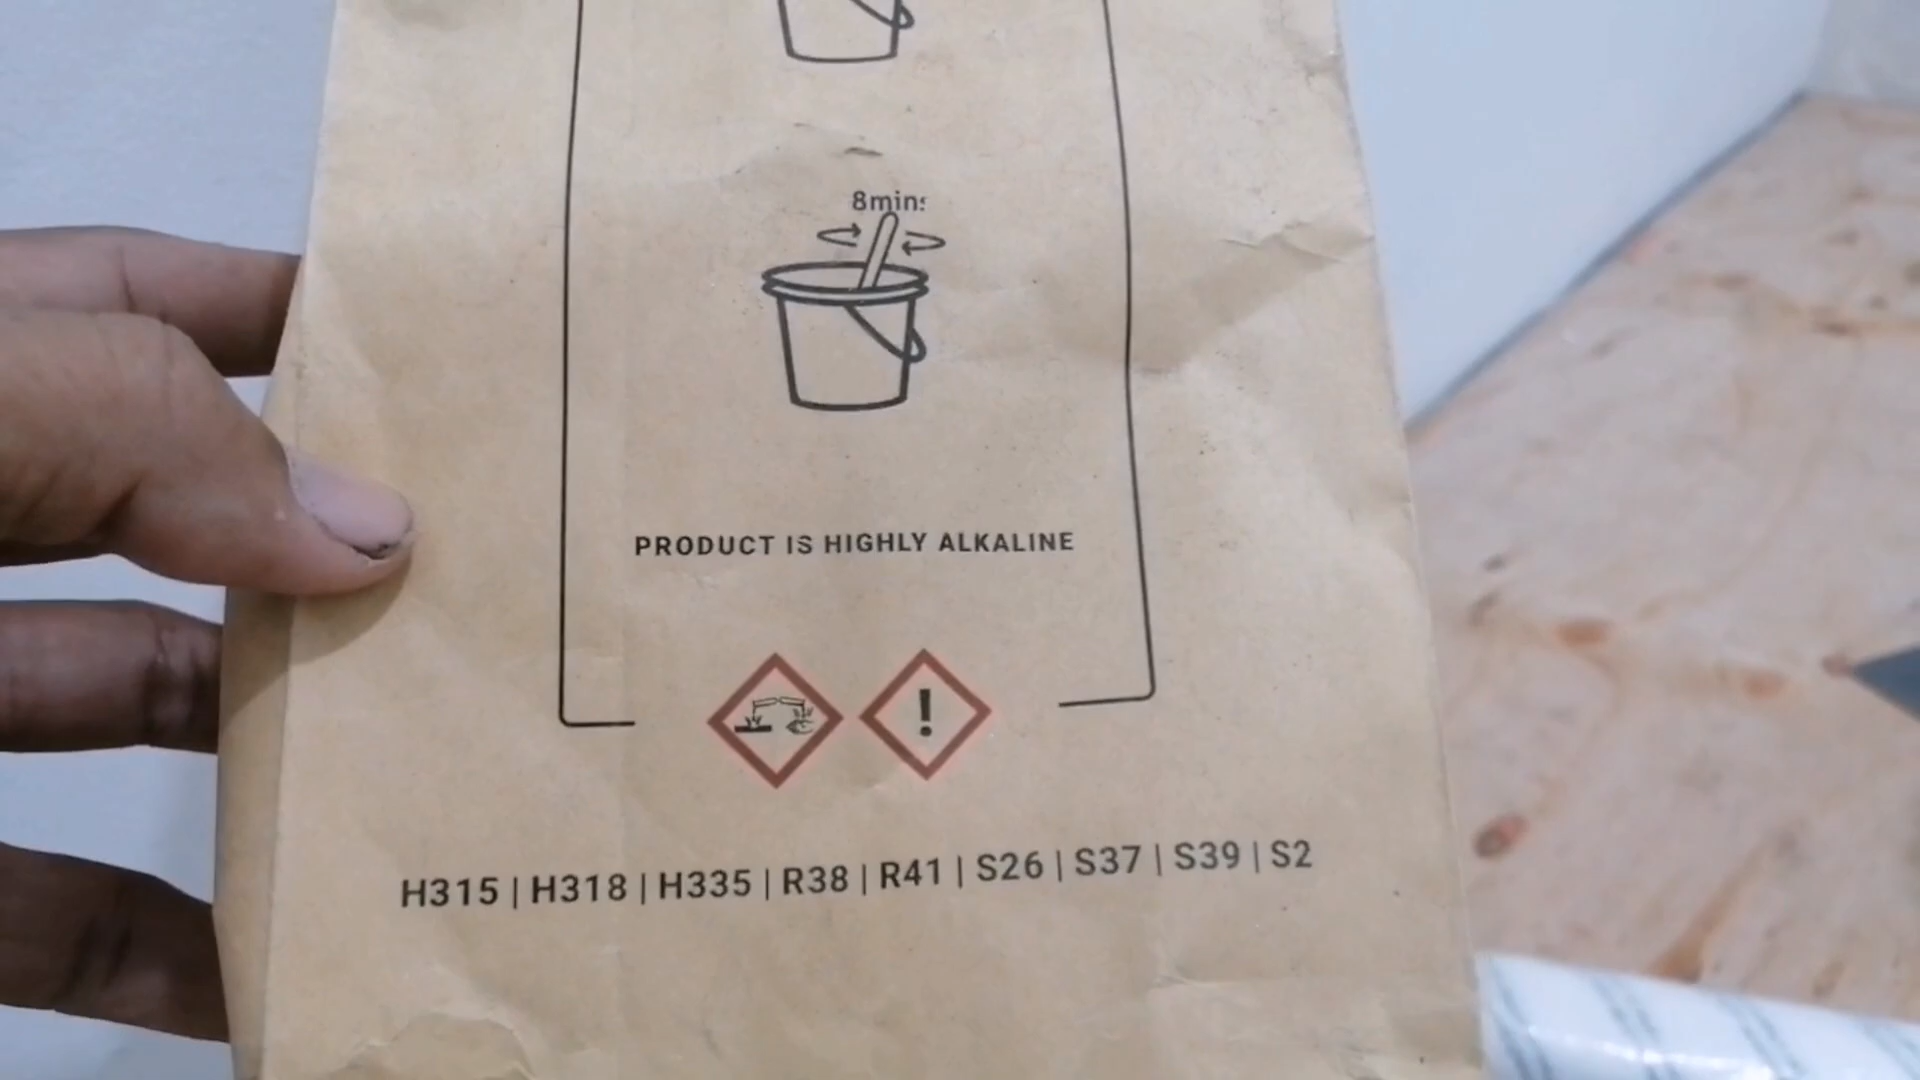 8mins
PRODUCT IS HIGHLY ALKALINE
!
H315 | H318 | H335 | R38 | R41 | S26 | S37 | S39 | S2